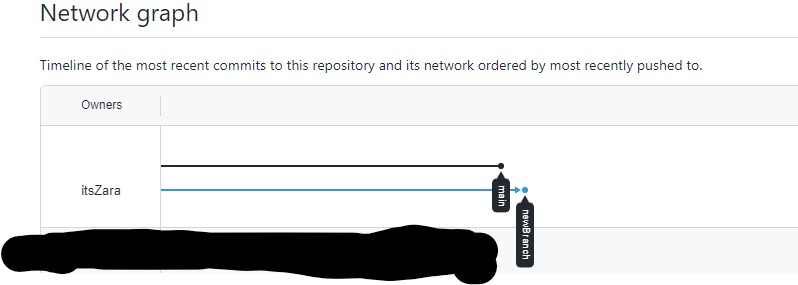 Network graph
Timeline of the most recent commits to this repository and its network ordered by most recently pushed to.
Owners
itsZara
main
newBranch